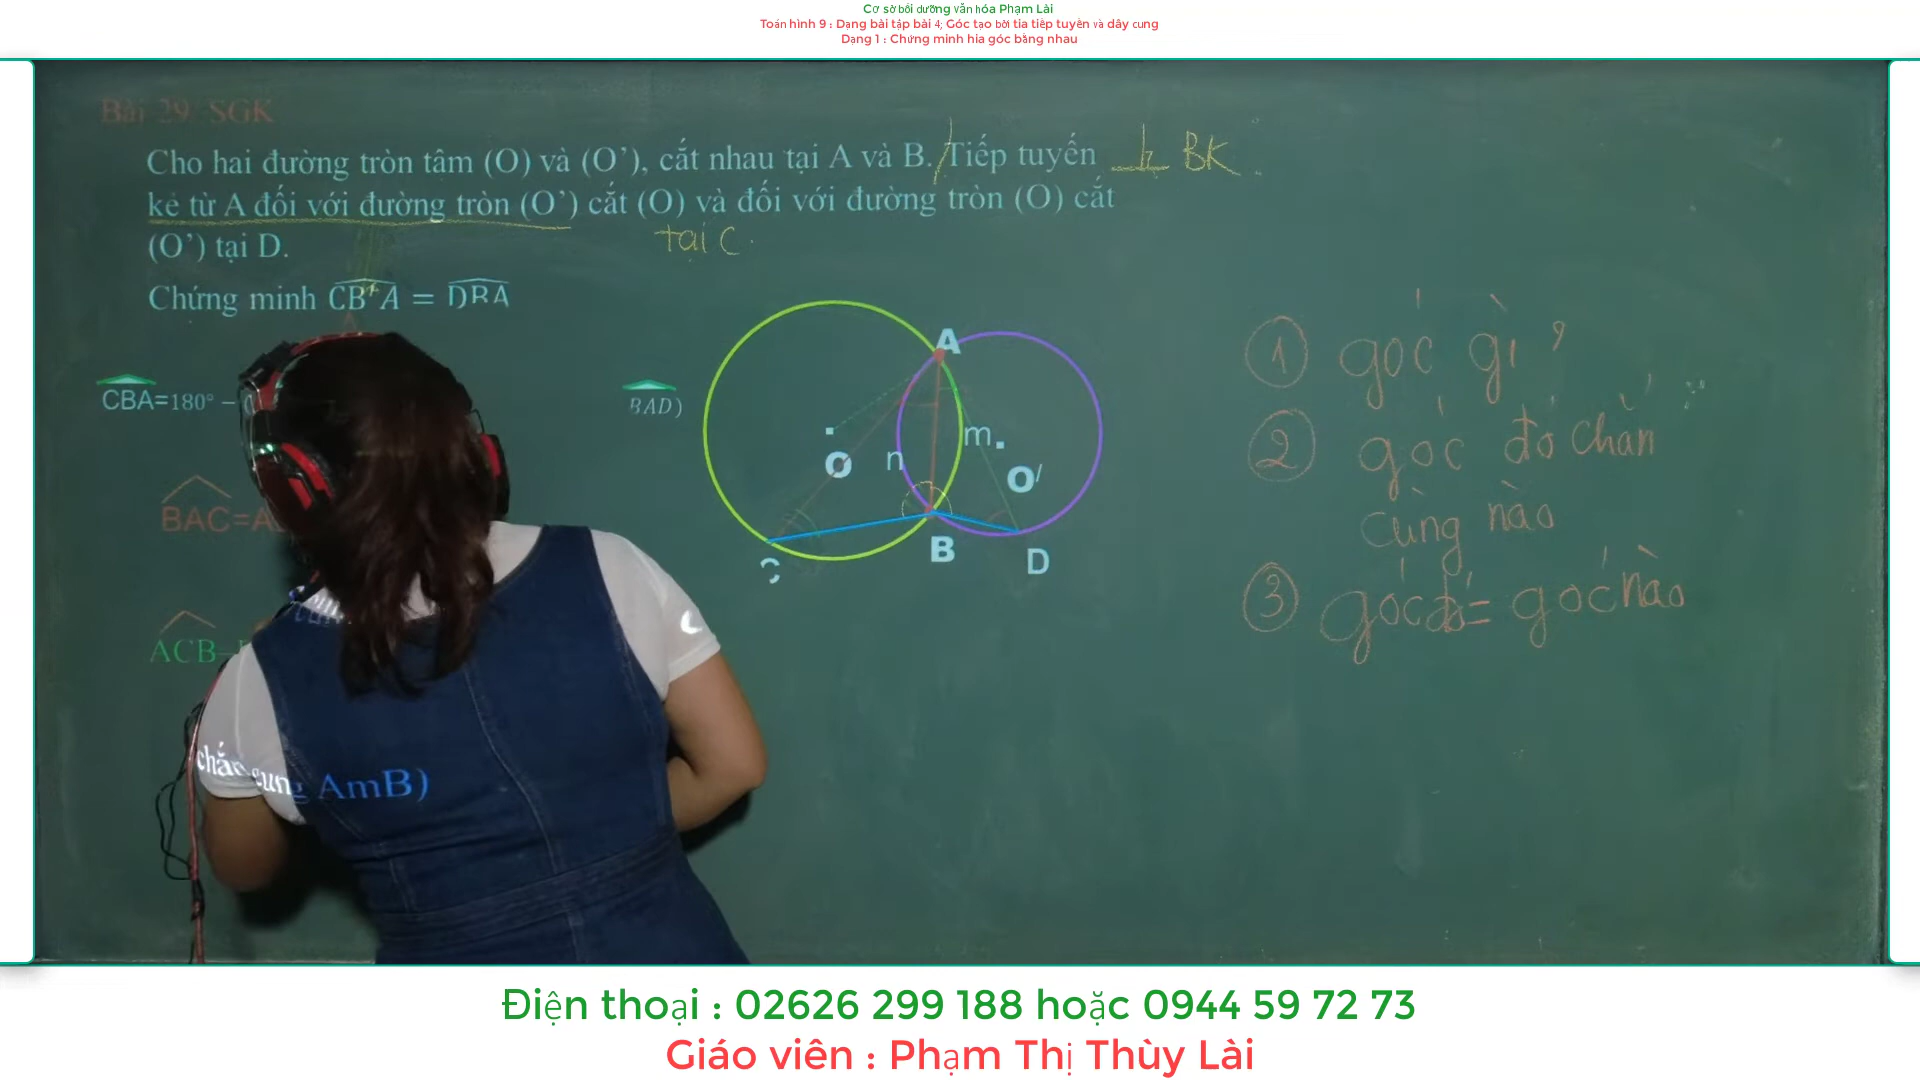 Cơ sở bồi dưỡng văn hóa Phạm Lài
Toán hình 9 : Dạng bài tập bài 4; Góc tạo bởi tia tiếp tuyên và dây cung
Dạng 1 : Chứng minh hia góc bằng nhau
Bài 29 SGK
Cho hai đường tròn tâm (O) và (O’), cắt nhau tại A và B. Tiếp tuyến
BK
kẻ từ A đối với đường tròn (O’) cắt (O) và đối với đường tròn (O) cắt
tại C.
(O’) tại D.
Chứng minh CBA = DBA
CBA=180° –
BAD)
BAC=A
ACB=
chắn cung AmB)
A
m
n
O
O'
B
C
D
① góc gì?
② góc đó chắn
cung nào
③ góc đó = góc nào
Điện thoại : 02626 299 188 hoặc 0944 59 72 73
Giáo viên : Phạm Thị Thùy Lài